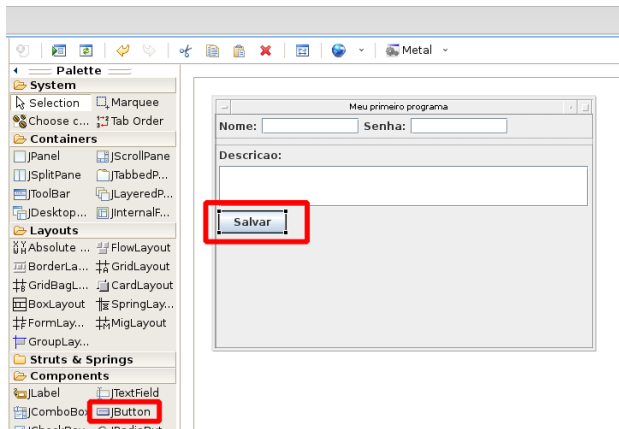 Metal
Palette
System
Selection Marquee
Choose c... Tab Order
Containers
JPanel JScrollPane
JSplitPane JTabbedP...
JToolBar JLayeredP...
JDesktop... JInternalF...
Layouts
Absolute ... FlowLayout
BorderLa... GridLayout
GridBagL... CardLayout
BoxLayout SpringLay...
FormLay... MigLayout
GroupLay...
Struts & Springs
Components
JLabel JTextField
JComboBox JButton
Meu primeiro programa
Nome: Senha:
Descricao:
Salvar